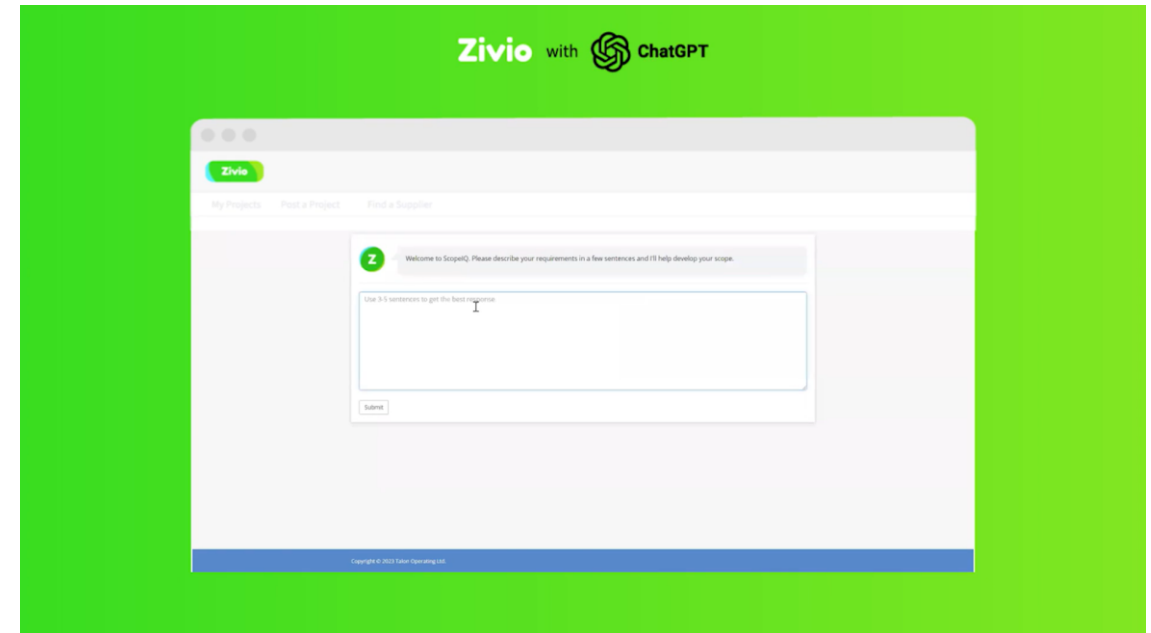 Zivio with ChatGPT
Zivio
My Projects Post a Project Find a Supplier
Z
Welcome to ScopeIQ. Please describe your requirements in a few sentences and I'll help develop your scope.
Use 3-5 sentences to get the best response
Submit
Copyright © 2023 Talon Operating Ltd.